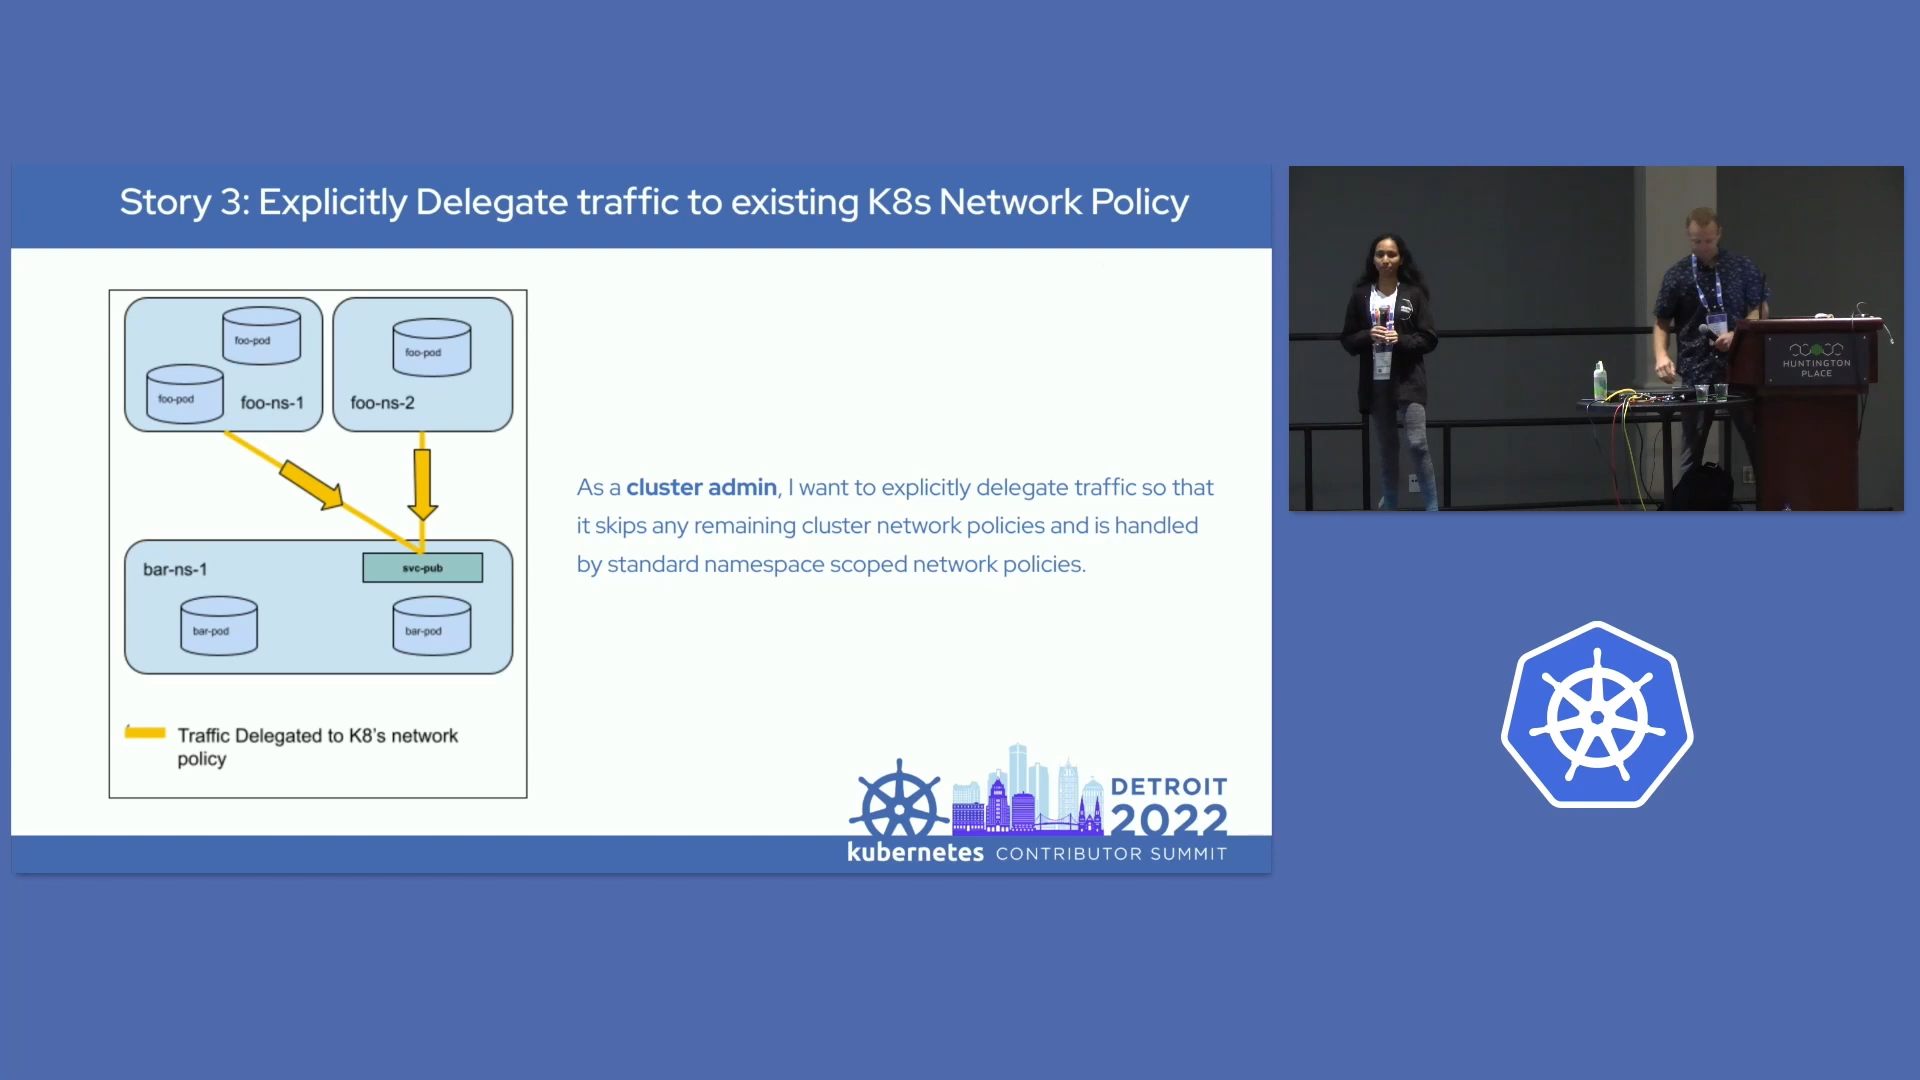 Story 3: Explicitly Delegate traffic to existing K8s Network Policy
foo-pod
foo-pod
foo-ns-1
foo-pod
foo-ns-2
bar-ns-1
svc-pub
bar-pod
bar-pod
Traffic Delegated to K8's network
policy
As a cluster admin, I want to explicitly delegate traffic so that
it skips any remaining cluster network policies and is handled
by standard namespace scoped network policies.
DETROIT
2022
kubernetes CONTRIBUTOR SUMMIT
HUNTINGTON
PLACE